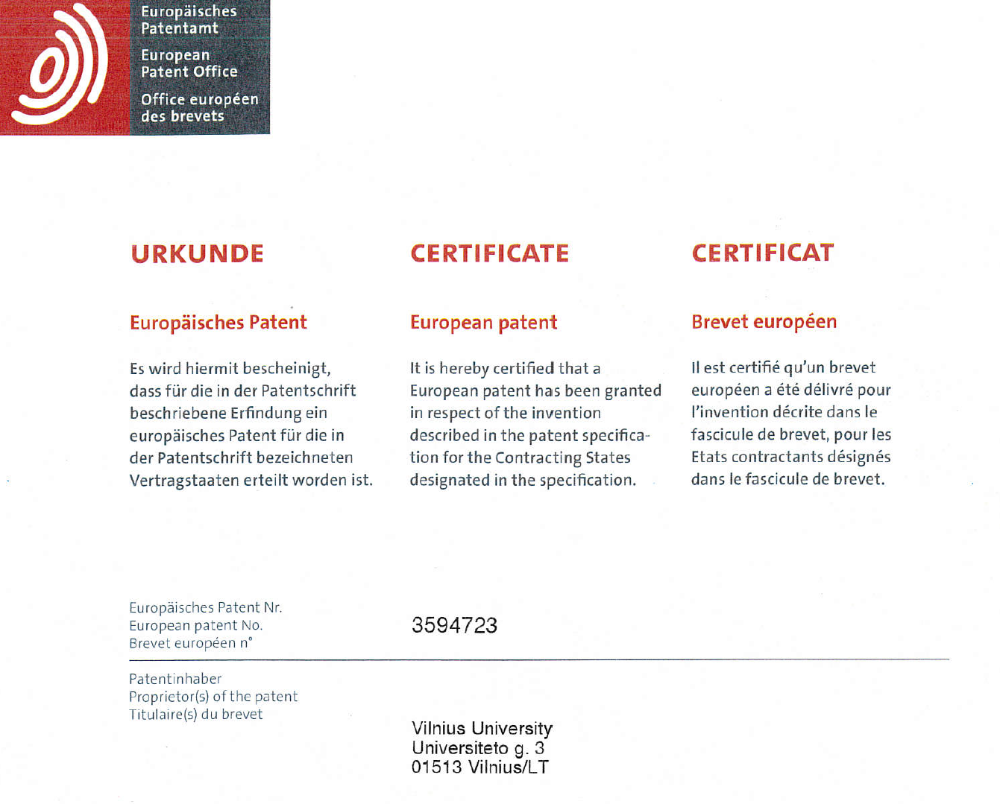 Europäisches
Patentamt
European
Patent Office
Office européen
des brevets
URKUNDE
CERTIFICATE
CERTIFICAT
Europäisches Patent
European patent
Brevet européen
Es wird hiermit bescheinigt,
dass für die in der Patentschrift
beschriebene Erfindung ein
europäisches Patent für die in
der Patentschrift bezeichneten
Vertragstaaten erteilt worden ist.
It is hereby certified that a
European patent has been granted
in respect of the invention
described in the patent specifica-
tion for the Contracting States
designated in the specification.
Il est certifié qu'un brevet
européen a été délivré pour
l'invention décrite dans le
fascicule de brevet, pour les
Etats contractants désignés
dans le fascicule de brevet.
Europäisches Patent Nr.
European patent No.
Brevet européen n°
3594723
Patentinhaber
Proprietor(s) of the patent
Titulaire(s) du brevet
Vilnius University
Universiteto g. 3
01513 Vilnius/LT